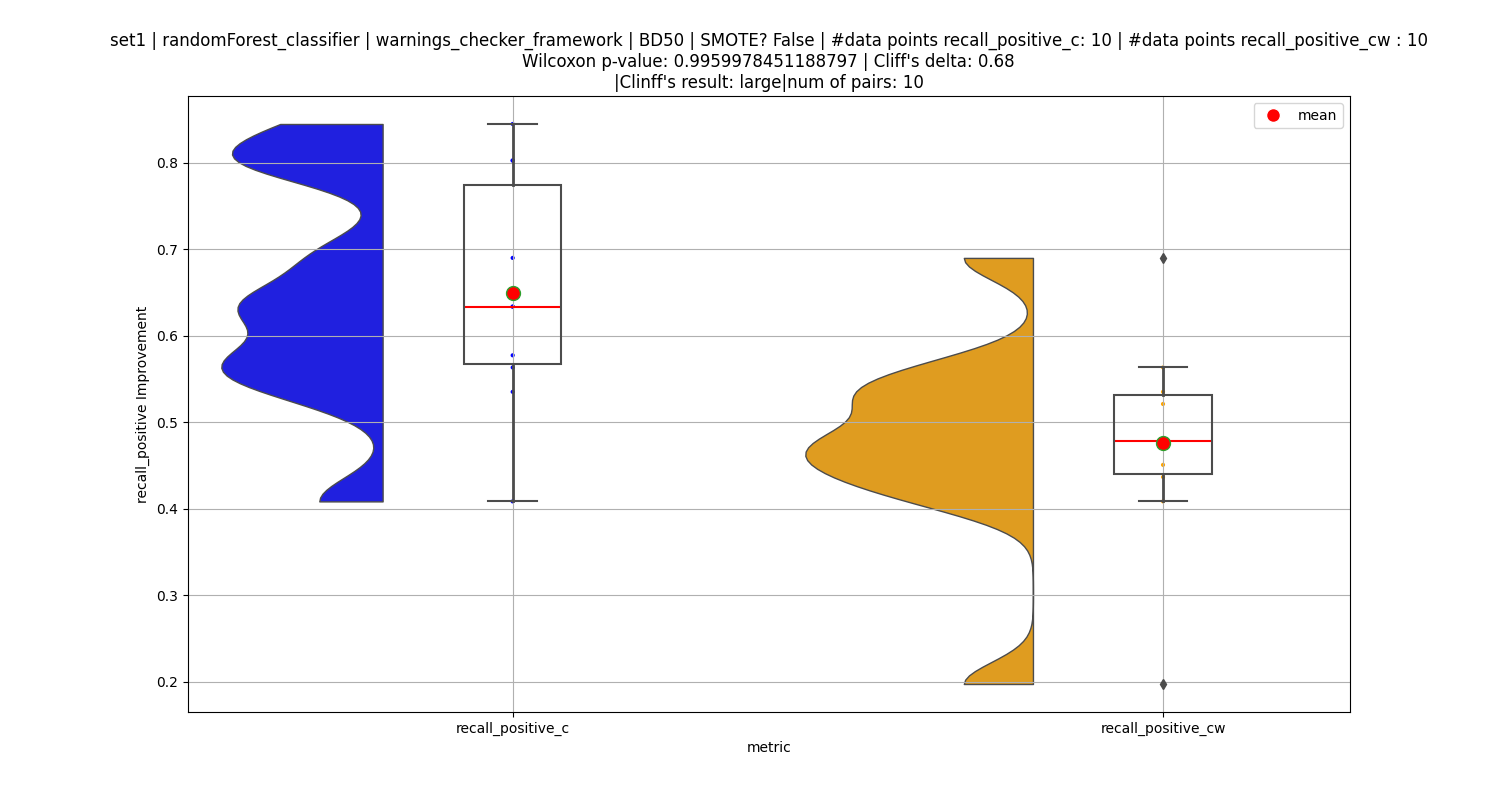 set1 | randomForest_classifier | warnings_checker_framework | BD50 | SMOTE? False | #data points recall_positive_c: 10 | #data points recall_positive_cw : 10
Wilcoxon p-value: 0.9959978451188797 | Cliff's delta: 0.68
|Clinff's result: large|num of pairs: 10
mean
0.8
0.7
0.6
0.5
0.4
0.3
0.2
recall_positive Improvement
recall_positive_c
recall_positive_cw
metric